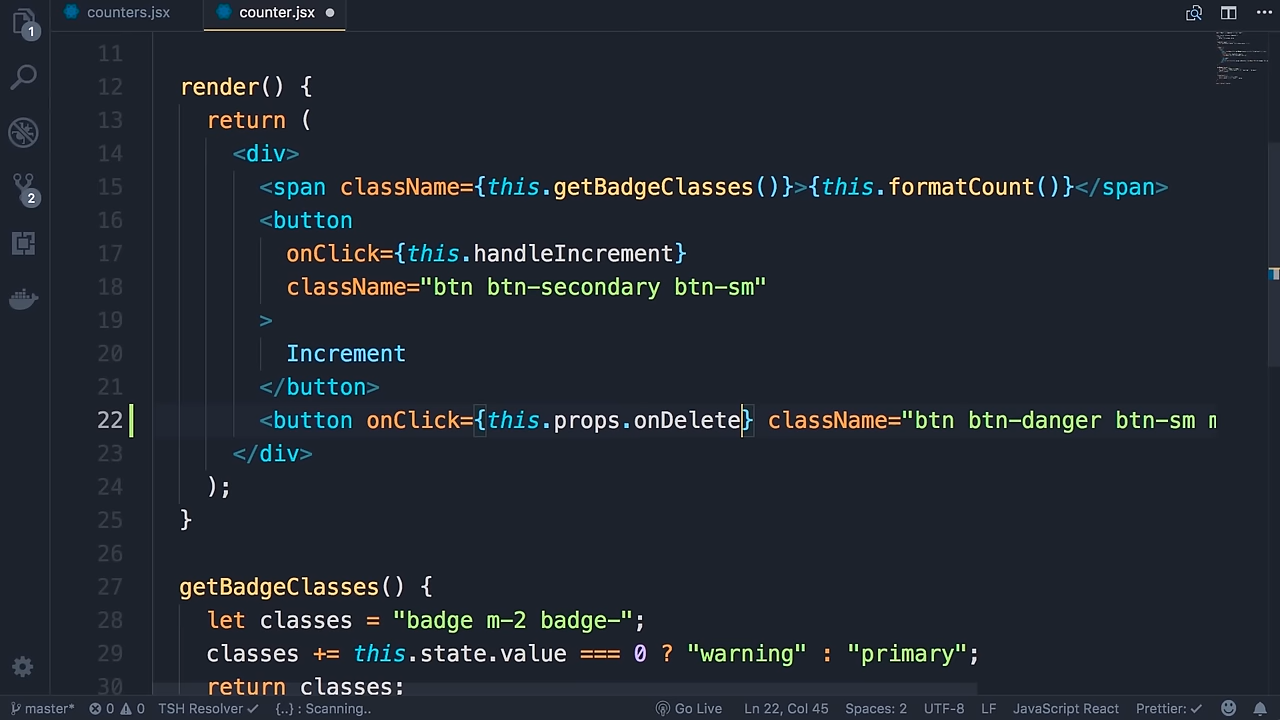 counters.jsx
counter.jsx
1
11
12 render() {
13 return (
14 <div>
15 <span className={this.getBadgeClasses()}>{this.formatCount()}</span>
16 <button
17 onClick={this.handleIncrement}
18 className="btn btn-secondary btn-sm"
19 >
20 Increment
21 </button>
22 <button onClick={this.props.onDelete} className="btn btn-danger btn-sm m
23 </div>
24 );
25 }
26
27 getBadgeClasses() {
28 let classes = "badge m-2 badge-";
29 classes += this.state.value === 0 ? "warning" : "primary";
30 return classes;
2
master* 0 0 TSH Resolver ✓ {..} : Scanning.. Go Live Ln 22, Col 45 Spaces: 2 UTF-8 LF JavaScript React Prettier: ✓